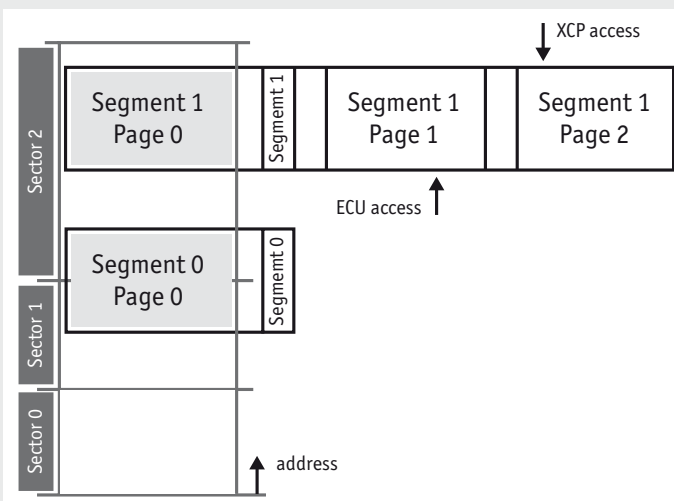 XCP access
Segment 1
Page 0
Segmemt 1
Segment 1
Page 1
Segment 1
Page 2
Sector 2
ECU access
Segment 0
Page 0
Segmemt 0
Sector 1
Sector 0
address